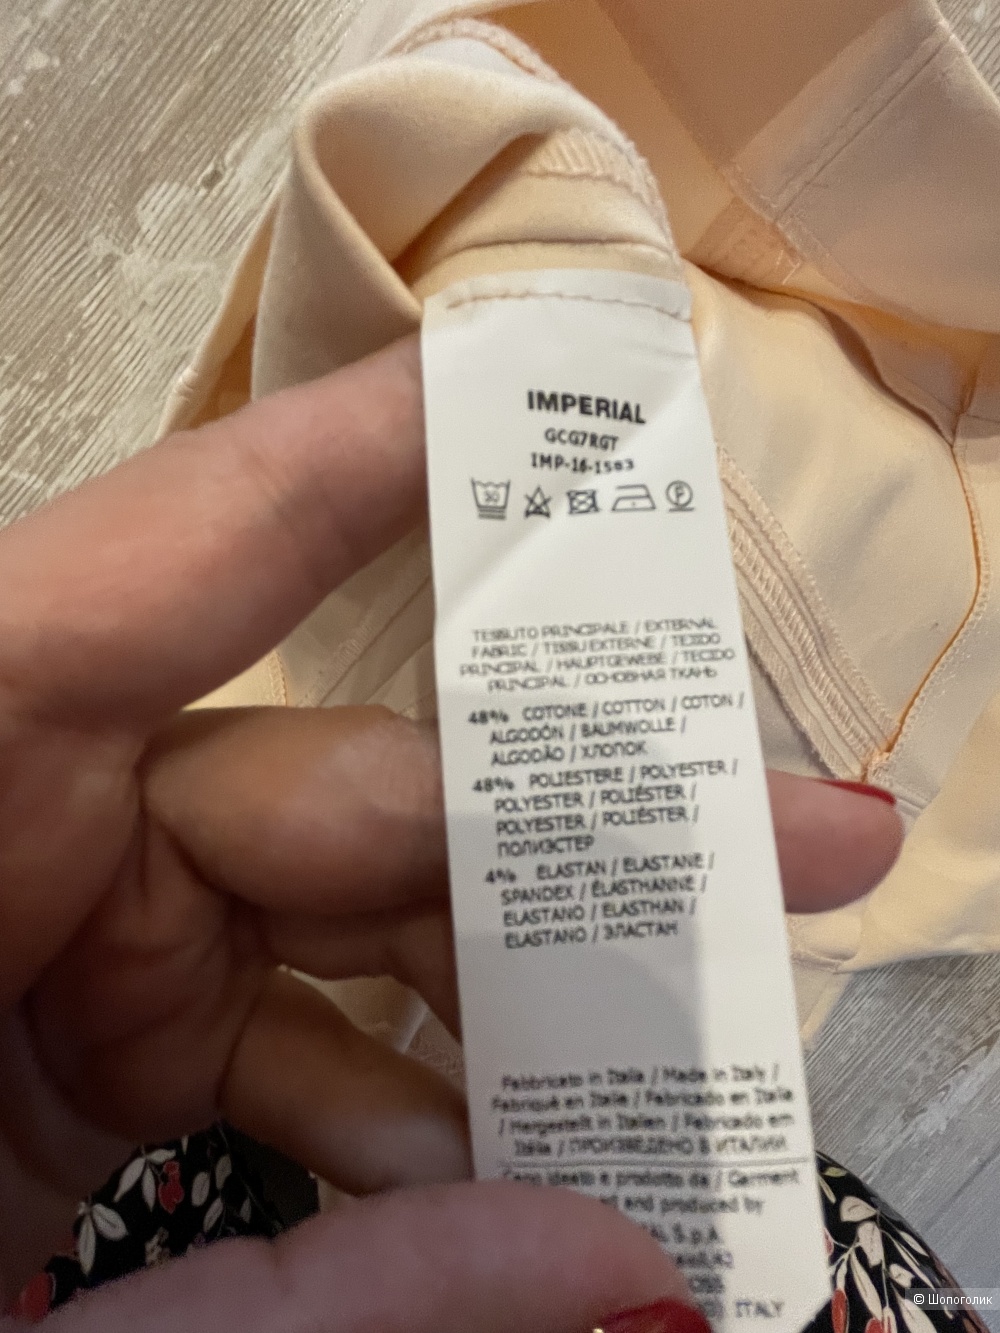 IMPERIAL
GCG7RGT
IMP-16-1583
30
P
TESSUTO PRINCIPALE / EXTERNAL
FABRIC / TISSU EXTERNE / TEJIDO
PRINCIPAL / HAUPTGEWEBE / TECIDO
PRINCIPAL / ОСНОВНАЯ ТКАНЬ
48% COTONE / COTTON / COTON /
ALGODÓN / BAUMWOLLE /
ALGODÃO / ХЛОПОК
48% POLIESTERE / POLYESTER /
POLYESTER / POLIÉSTER /
POLYESTER / POLIÉSTER /
ПОЛИЭСТЕР
4% ELASTAN / ELASTANE /
SPANDEX / ÉLASTHANNE /
ELASTANO / ELASTHAN /
ELASTANO / ЭЛАСТАН
Fabbricato in Italia / Made in Italy /
Fabriqué en Italie / Fabricado en Italia
/ Hergestellt in Italien / Fabricado em
Itália / ПРОИЗВЕДЕНО В ИТАЛИИ
Capo ideato e prodotto da / Garment
and produced by
S.p.A.
ITALY
© Шопоголик